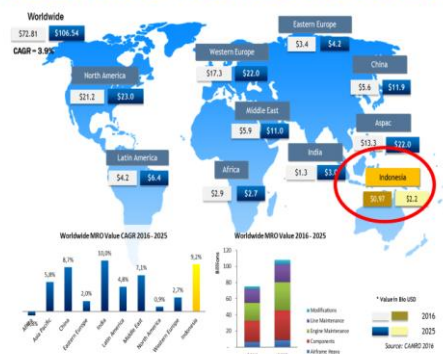 Worldwide
$72.81 $106.54
CAGR = 3.9%
Eastern Europe
$3.4 $4.2
Western Europe
$17.3 $22.0
North America
$21.2 $23.0
China
$5.6 $11.9
Middle East
$5.9 $11.0
Aspac
$13.3 $22.0
India
$1.3
Latin America
$4.2 $6.4
Africa
$2.9 $2.7
Indonesia
$0.97 $2.2
Worldwide MRO Value CAGR 2016 - 2025
5,8%
8,7%
2,0%
10,0%
4,8%
7,1%
0,9%
2,7%
9,2%
Africa
Asia Pacific
China
Eastern Europe
India
Latin America
Middle East
North America
Western Europe
Indonesia
Worldwide MRO Value 2016 - 2025
Billions
120
100
80
60
40
20
0
Modifications
Line Maintenance
Engine Maintenance
Components
Airframe Heavy
2016 2025
* Value in Bio USD
2016
2025
Source: CAMRO 2016